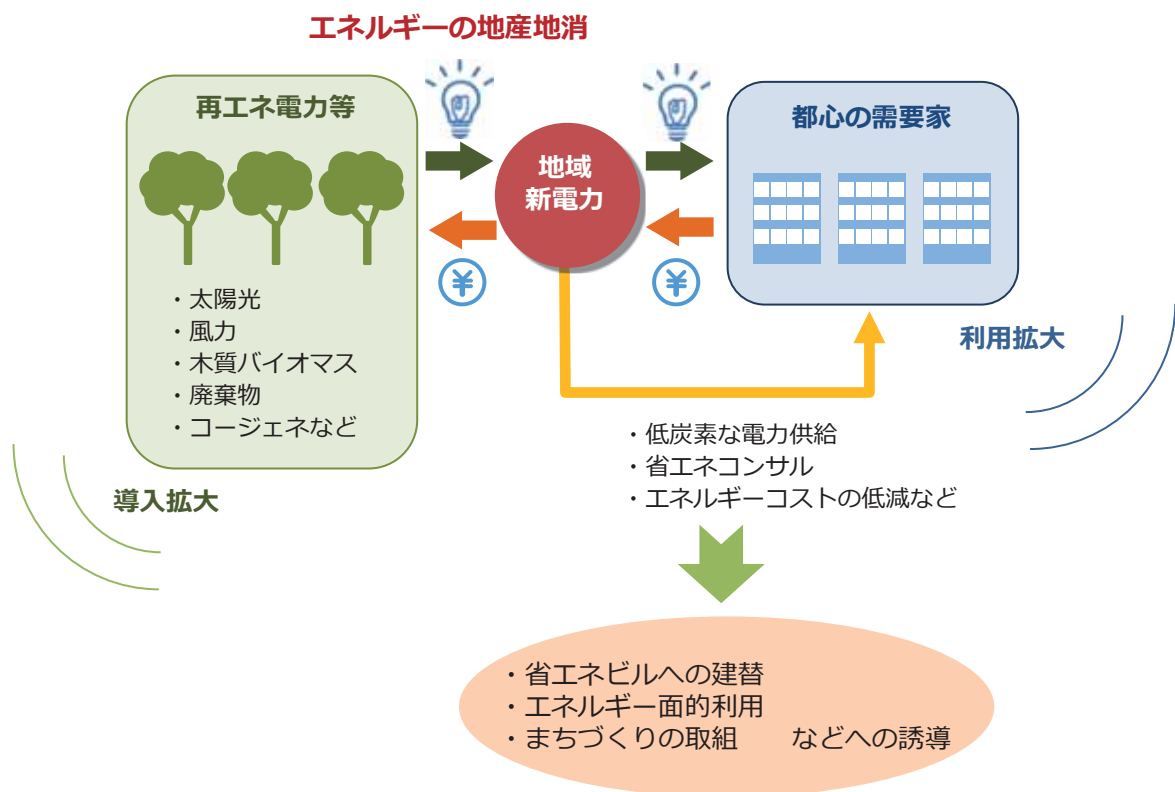 エネルギーの地産地消
再エネ電力等
・太陽光
・風力
・木質バイオマス
・廃棄物
・コージェネなど
導入拡大
地域
新電力
¥
¥
都心の需要家
利用拡大
・低炭素な電力供給
・省エネコンサル
・エネルギーコストの低減など
・省エネビルへの建替
・エネルギー面的利用
・まちづくりの取組　　などへの誘導